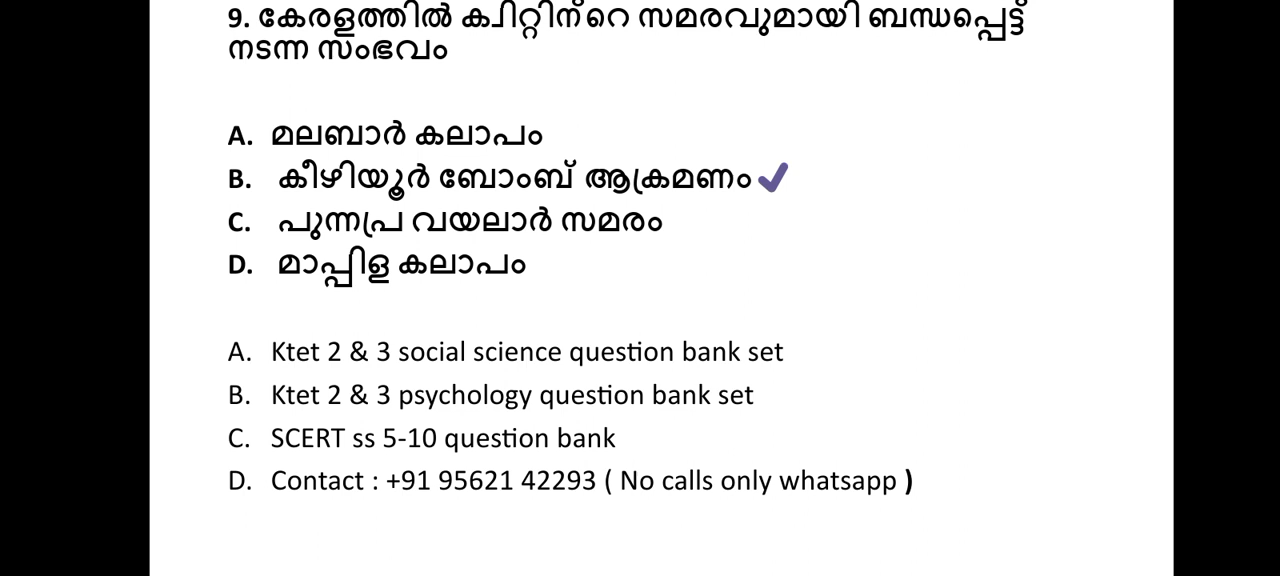 9. കേരളത്തിൽ ക്വിറ്റിന്റെ സമരവുമായി ബന്ധപ്പെട്ട്
നടന്ന സംഭവം
A. മലബാർ കലാപം
B. കീഴിയൂർ ബോംബ് ആക്രമണം ✔
C. പുന്നപ്ര വയലാർ സമരം
D. മാപ്പിള കലാപം
A. Ktet 2 & 3 social science question bank set
B. Ktet 2 & 3 psychology question bank set
C. SCERT ss 5-10 question bank
D. Contact : +91 95621 42293 ( No calls only whatsapp )